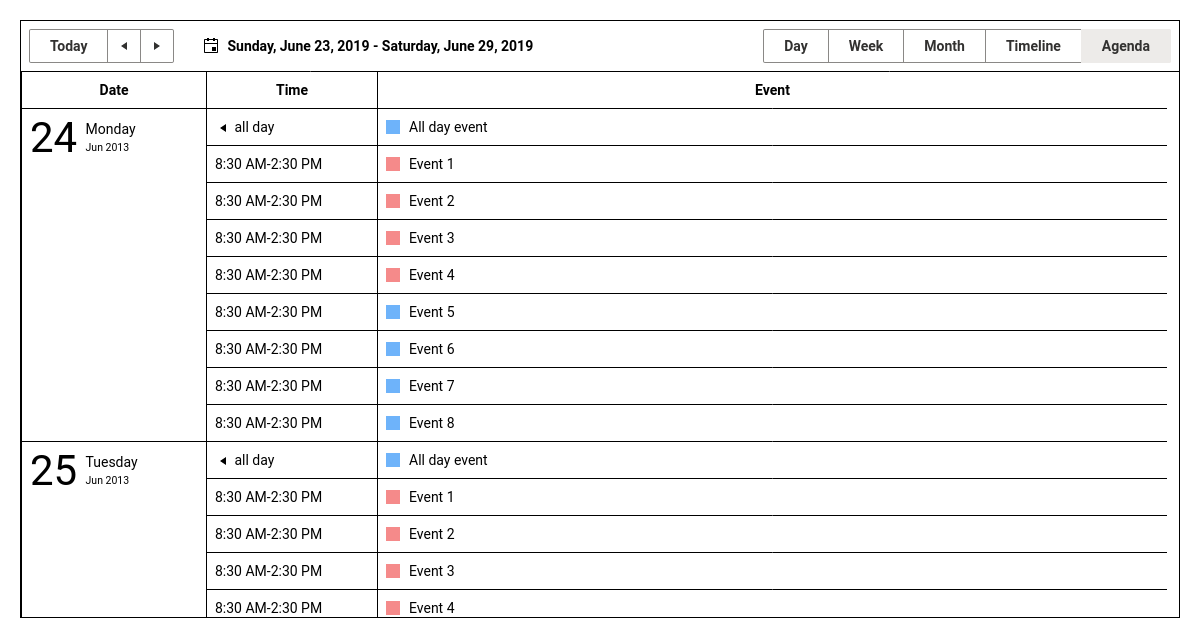 Today Sunday, June 23, 2019 - Saturday, June 29, 2019 Day Week Month Timeline Agenda
Date Time Event
24 Monday all day All day event
Jun 2013
8:30 AM-2:30 PM Event 1
8:30 AM-2:30 PM Event 2
8:30 AM-2:30 PM Event 3
8:30 AM-2:30 PM Event 4
8:30 AM-2:30 PM Event 5
8:30 AM-2:30 PM Event 6
8:30 AM-2:30 PM Event 7
8:30 AM-2:30 PM Event 8
25 Tuesday all day All day event
Jun 2013
8:30 AM-2:30 PM Event 1
8:30 AM-2:30 PM Event 2
8:30 AM-2:30 PM Event 3
8:30 AM-2:30 PM Event 4